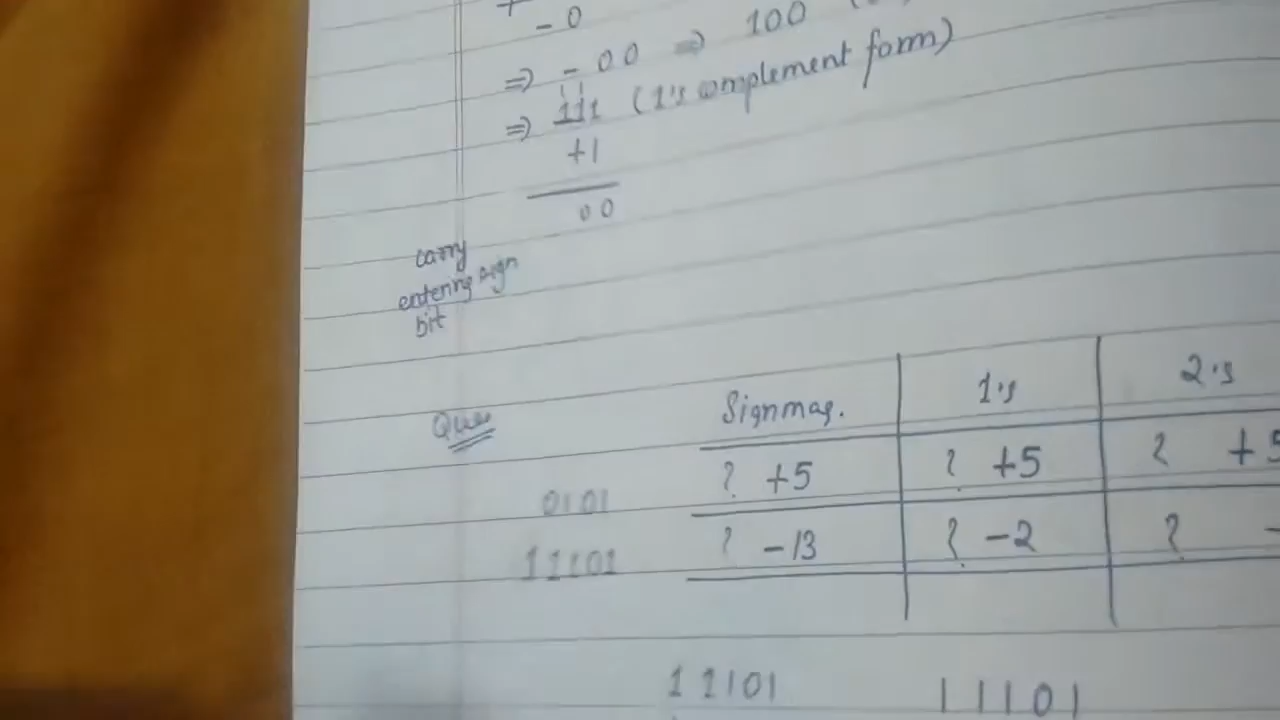 - 0
⇒ - 00 ⇒ 100
⇒ 111 (1's complement form)
+1
00
carry
entering sign
bit
Ques
Signmag. 1's 2's
0101 ? +5 ? +5 ? +5
11101 ? -13 ? -2 ? -
11101 11101